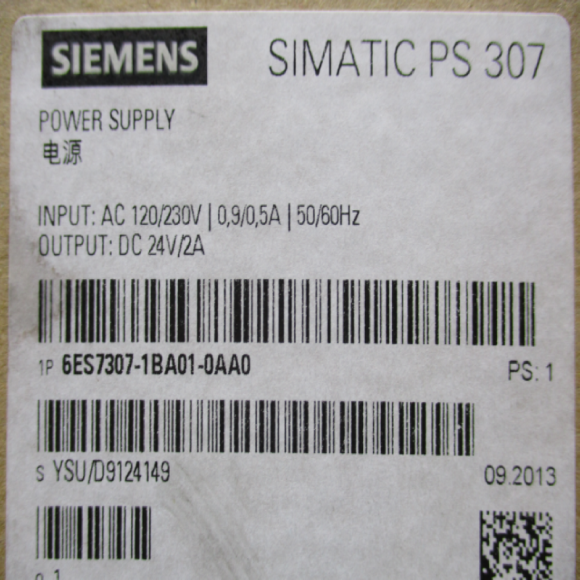 SIEMENS SIMATIC PS 307
POWER SUPPLY
电源
INPUT: AC 120/230V | 0,9/0,5A | 50/60Hz
OUTPUT: DC 24V/2A
1P 6ES7307-1BA01-0AA0 PS: 1
S YSU/D9124149 09.2013